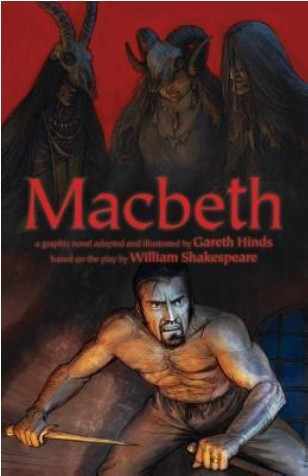 Macbeth
a graphic novel adapted and illustrated by Gareth Hinds
based on the play by William Shakespeare